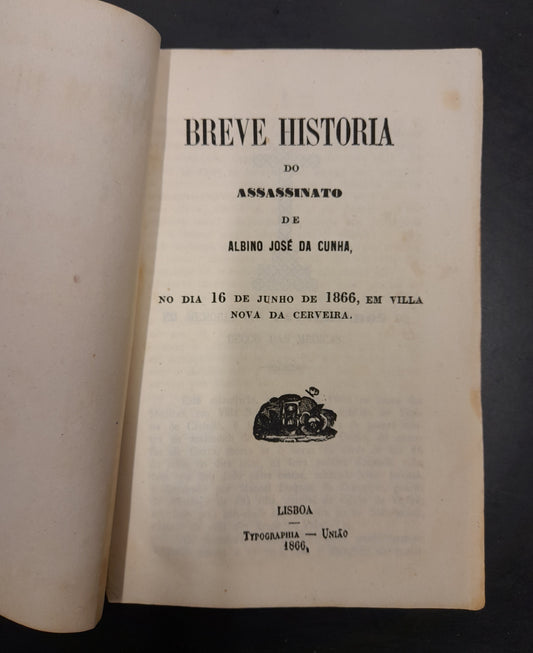 BREVE HISTORIA
DO
ASSASSINATO
DE
ALBINO JOSÉ DA CUNHA,
NO DIA 16 DE JUNHO DE 1866, EM VILLA
NOVA DA CERVEIRA.
LISBOA
TYPOGRAPHIA — UNIÃO
1866,